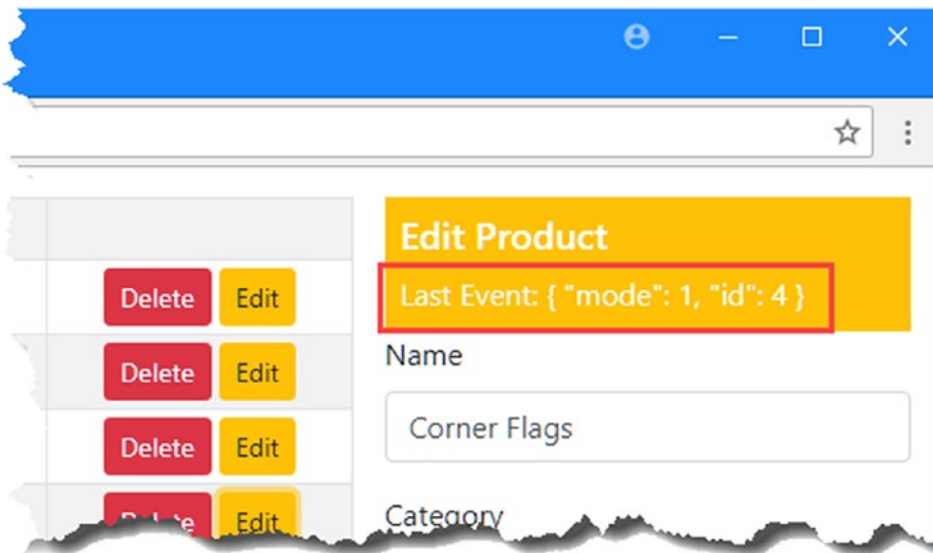 Edit Product
Delete Edit
Last Event: { "mode": 1, "id": 4 }
Delete Edit
Name
Delete Edit
Corner Flags
Delete Edit
Category